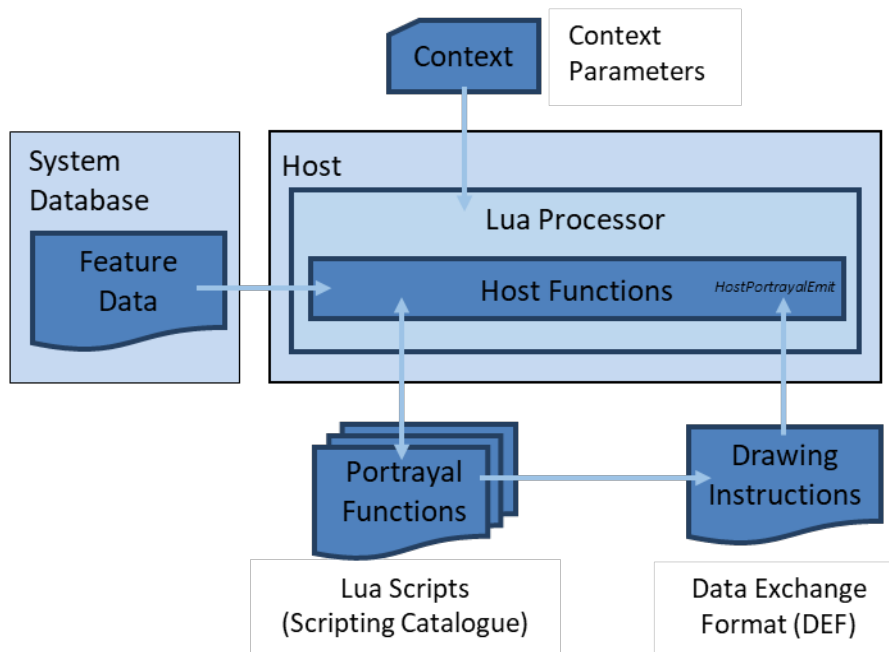 Context
Context
Parameters
System
Database
Feature
Data
Host
Lua Processor
Host Functions
HostPortrayalEmit
Portrayal
Functions
Drawing
Instructions
Lua Scripts
(Scripting Catalogue)
Data Exchange
Format (DEF)